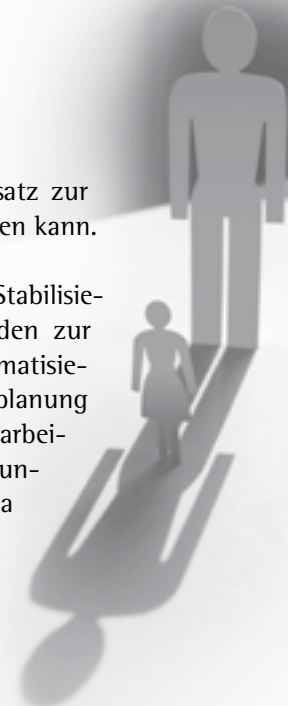 satz zur
en kann.
Stabilisie-
den zur
matisie-
planung
arbei-
un-
a